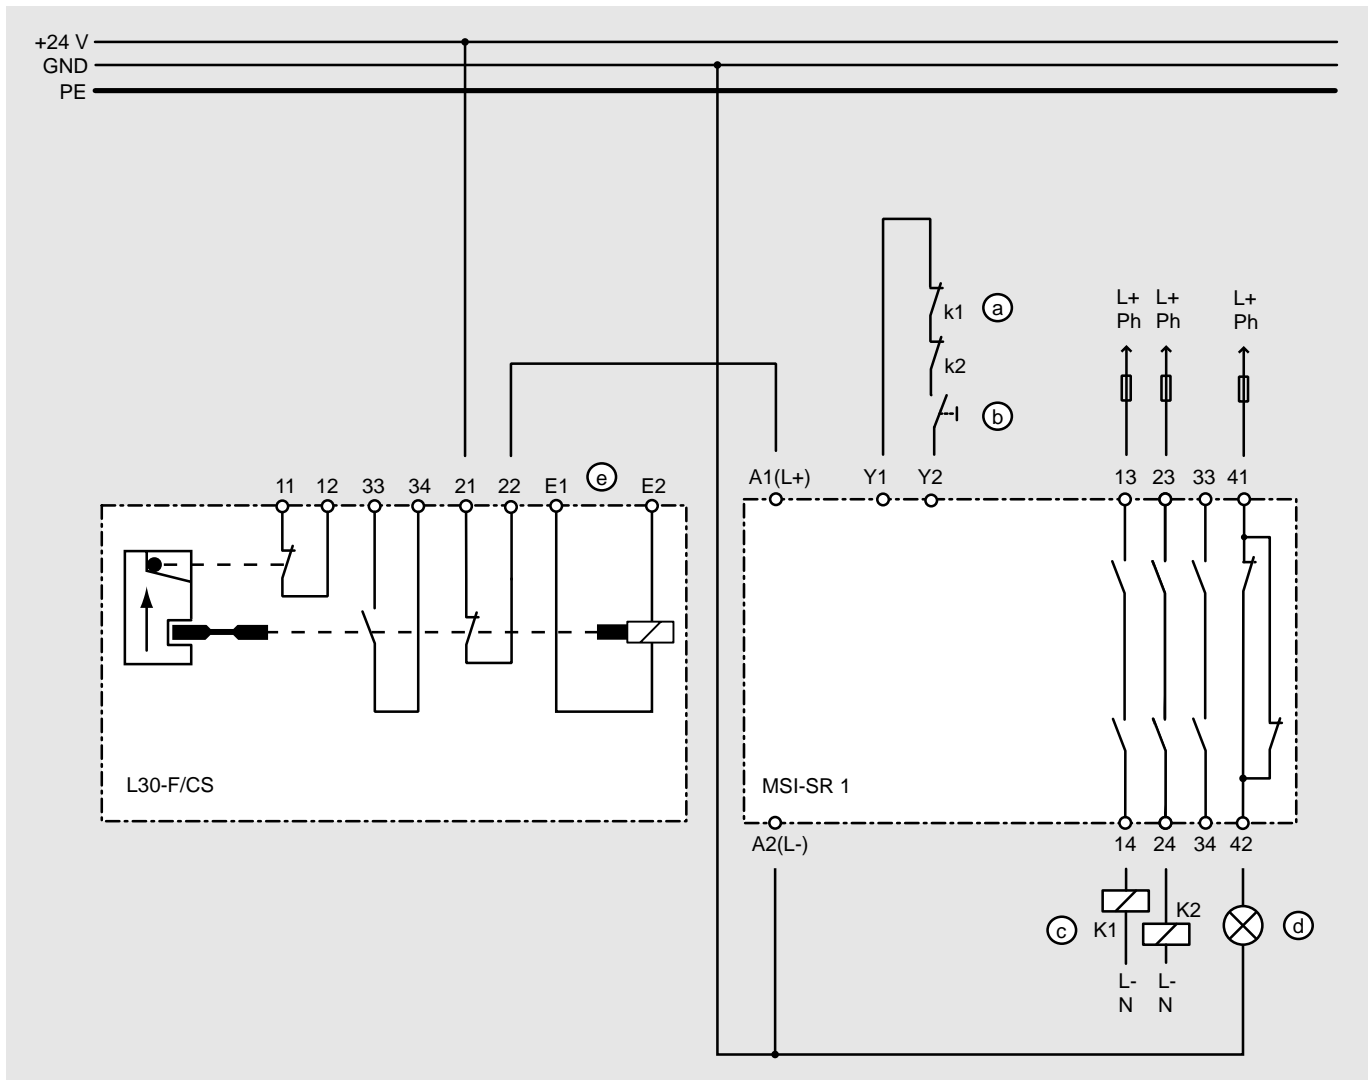 +24 V
GND
PE
k1
a
k2
b
L+ L+ L+
Ph Ph Ph
11 12 33 34 21 22 E1 e E2
A1(L+) Y1 Y2 13 23 33 41
L30-F/CS
MSI-SR 1
A2(L-) 14 24 34 42
c K1 K2 d
L- L-
N N